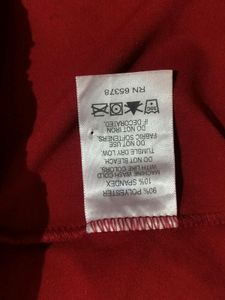 90% POLYESTER
10% SPANDEX
MACHINE WASH COLD
WITH LIKE COLORS.
DO NOT BLEACH.
TUMBLE DRY LOW.
DO NOT USE
FABRIC SOFTENERS.
DO NOT IRON
IF DECORATED.
RN 65378